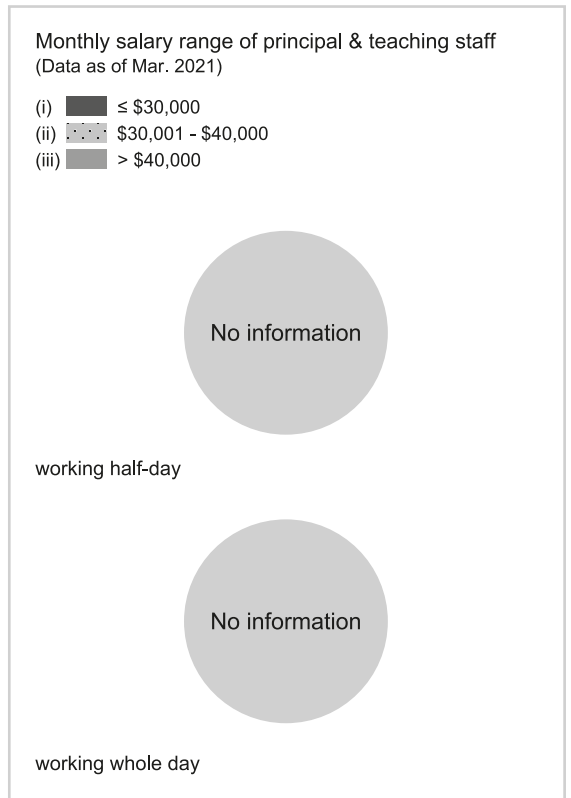 Monthly salary range of principal & teaching staff
(Data as of Mar. 2021)
(i) ≤ $30,000
(ii) $30,001 - $40,000
(iii) > $40,000
No information
working half-day
No information
working whole day